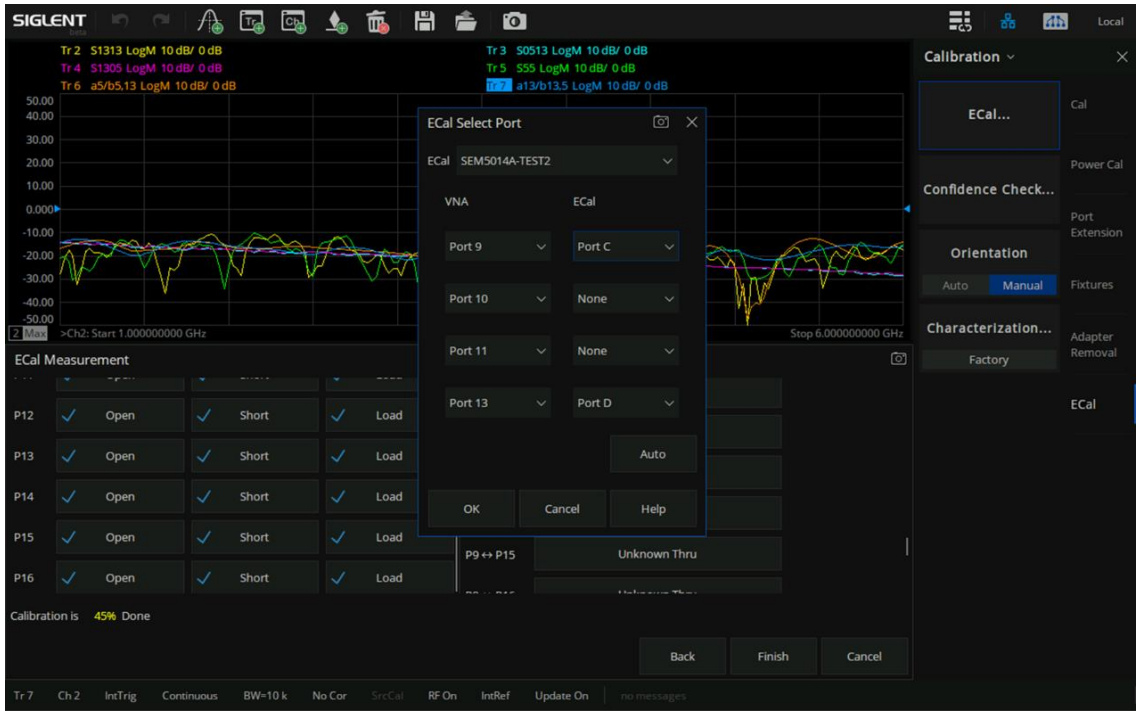 SIGLENT
beta
Tr
Ch
Local
Tr 2 S1313 LogM 10 dB/ 0 dB
Tr 3 S0513 LogM 10 dB/ 0 dB
Tr 4 S1305 LogM 10 dB/ 0 dB
Tr 5 S55 LogM 10 dB/ 0 dB
Tr 6 a5/b5,13 LogM 10 dB/ 0 dB
Tr 7 a13/b13,5 LogM 10 dB/ 0 dB
50.00
40.00
30.00
20.00
10.00
0.000
-10.00
-20.00
-30.00
-40.00
-50.00
2 Max >Ch2: Start 1.000000000 GHz
Stop 6.000000000 GHz
ECal Select Port
ECal SEM5014A-TEST2
VNA ECal
Port 9 Port C
Port 10 None
Port 11 None
Port 13 Port D
Auto
OK Cancel Help
ECal Measurement
P12 Open Short Load
P13 Open Short Load
P14 Open Short Load
P15 Open Short Load
P9 ↔ P15 Unknown Thru
P16 Open Short Load
Calibration is 45% Done
Back Finish Cancel
Calibration
ECal...
Confidence Check...
Orientation
Auto Manual
Characterization...
Factory
Cal
Power Cal
Port
Extension
Fixtures
Adapter
Removal
ECal
Tr 7 Ch 2 IntTrig Continuous BW=10 k No Cor SrcCal RF On IntRef Update On no messages